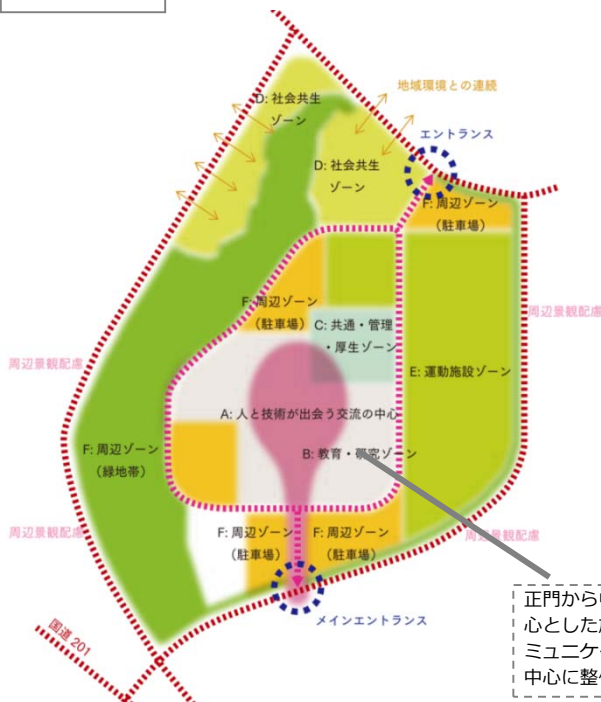 D: 社会共生
ゾーン
地域環境との連続
エントランス
D: 社会共生
ゾーン
F: 周辺ゾーン
(駐車場)
F: 周辺ゾーン
(駐車場)
C: 共通・管理
・厚生ゾーン
周辺景観配慮
周辺景観配慮
E: 運動施設ゾーン
A: 人と技術が出会う交流の中心
F: 周辺ゾーン
(緑地帯)
B: 教育・研究ゾーン
周辺景観配慮
F: 周辺ゾーン
(駐車場)
F: 周辺ゾーン
(駐車場)
周辺景観配慮
メインエントランス
国道 201
正門から
心とした
ミュニケ
中心に整